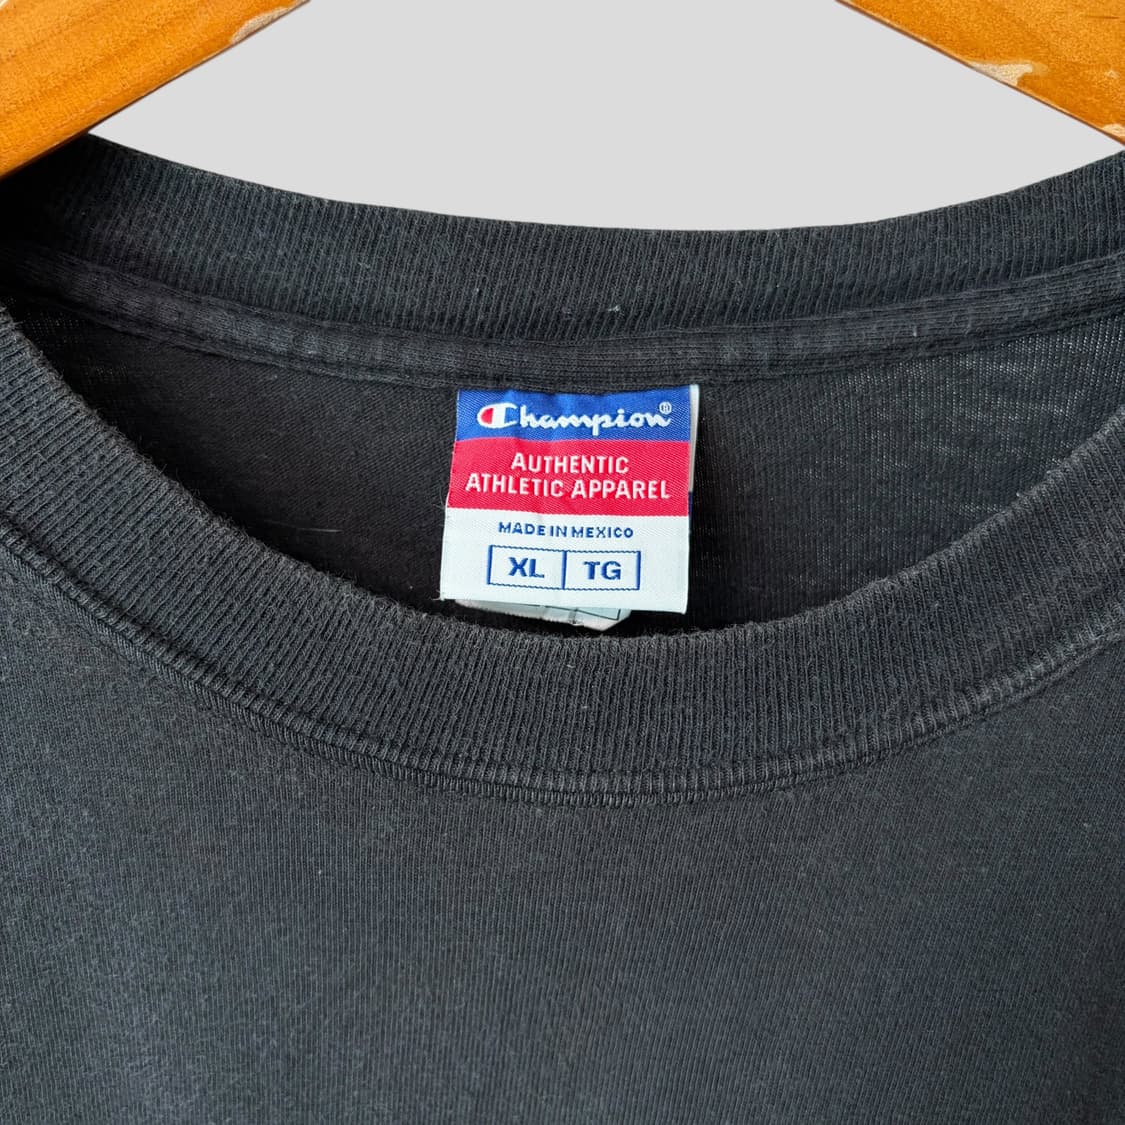 Champion®
AUTHENTIC
ATHLETIC APPAREL
MADE IN MEXICO
XL TG